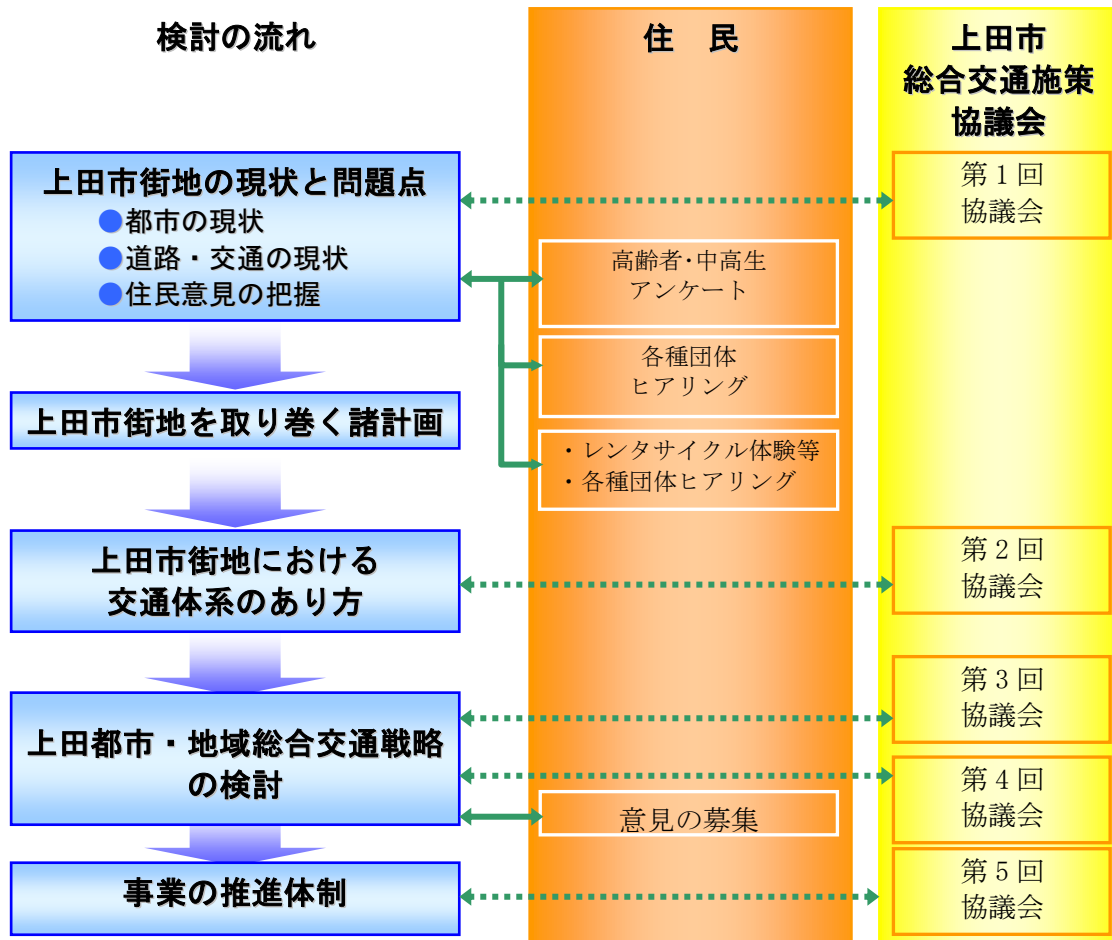 検討の流れ
住 民
上田市
総合交通施策
協議会
上田市街地の現状と問題点
●都市の現状
●道路・交通の現状
●住民意見の把握
第１回
協議会
高齢者･中高生
アンケート
各種団体
ヒアリング
上田市街地を取り巻く諸計画
・レンタサイクル体験等
・各種団体ヒアリング
上田市街地における
交通体系のあり方
第２回
協議会
上田都市・地域総合交通戦略
の検討
第３回
協議会
第４回
協議会
意見の募集
事業の推進体制
第５回
協議会